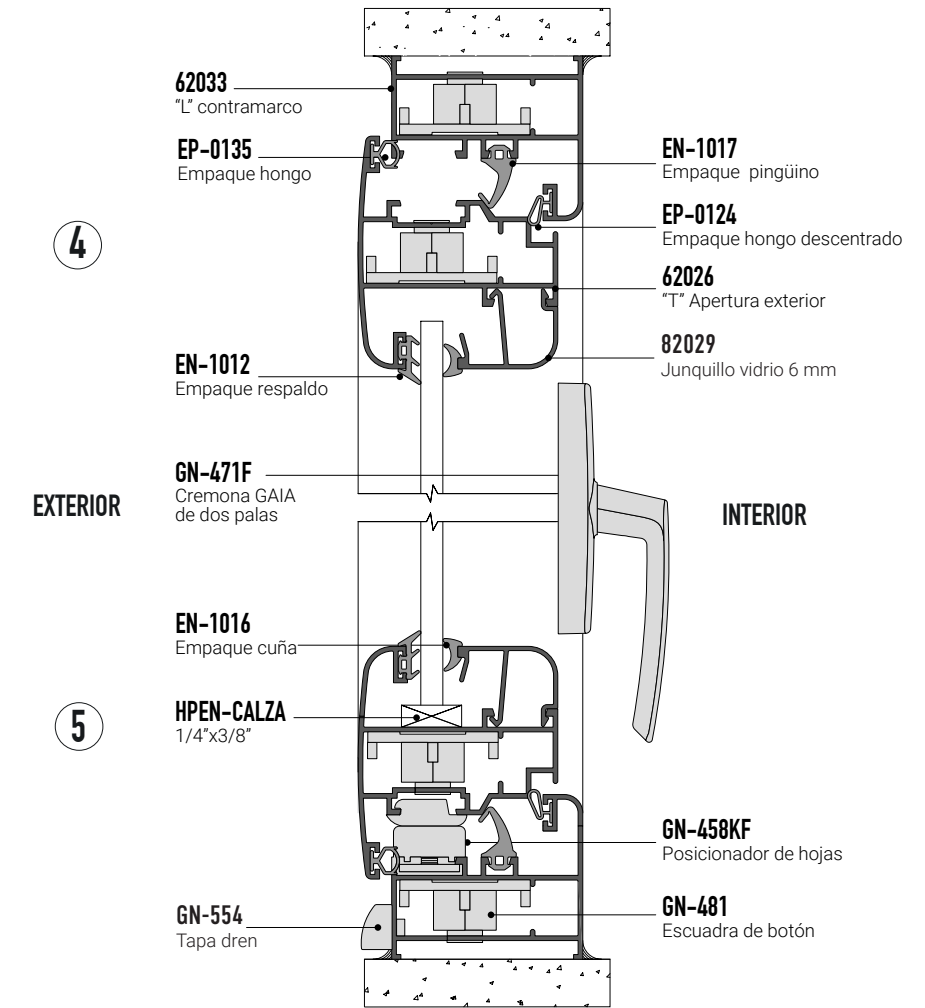 62033
"L" contramarco
EP-0135
Empaque hongo
EN-1017
Empaque pingüino
EP-0124
Empaque hongo descentrado
4
62026
"T" Apertura exterior
82029
Junquillo vidrio 6 mm
EN-1012
Empaque respaldo
GN-471F
Cremona GAIA
de dos palas
EXTERIOR
INTERIOR
EN-1016
Empaque cuña
5
HPEN-CALZA
1/4"x3/8"
GN-458KF
Posicionador de hojas
GN-554
Tapa dren
GN-481
Escuadra de botón